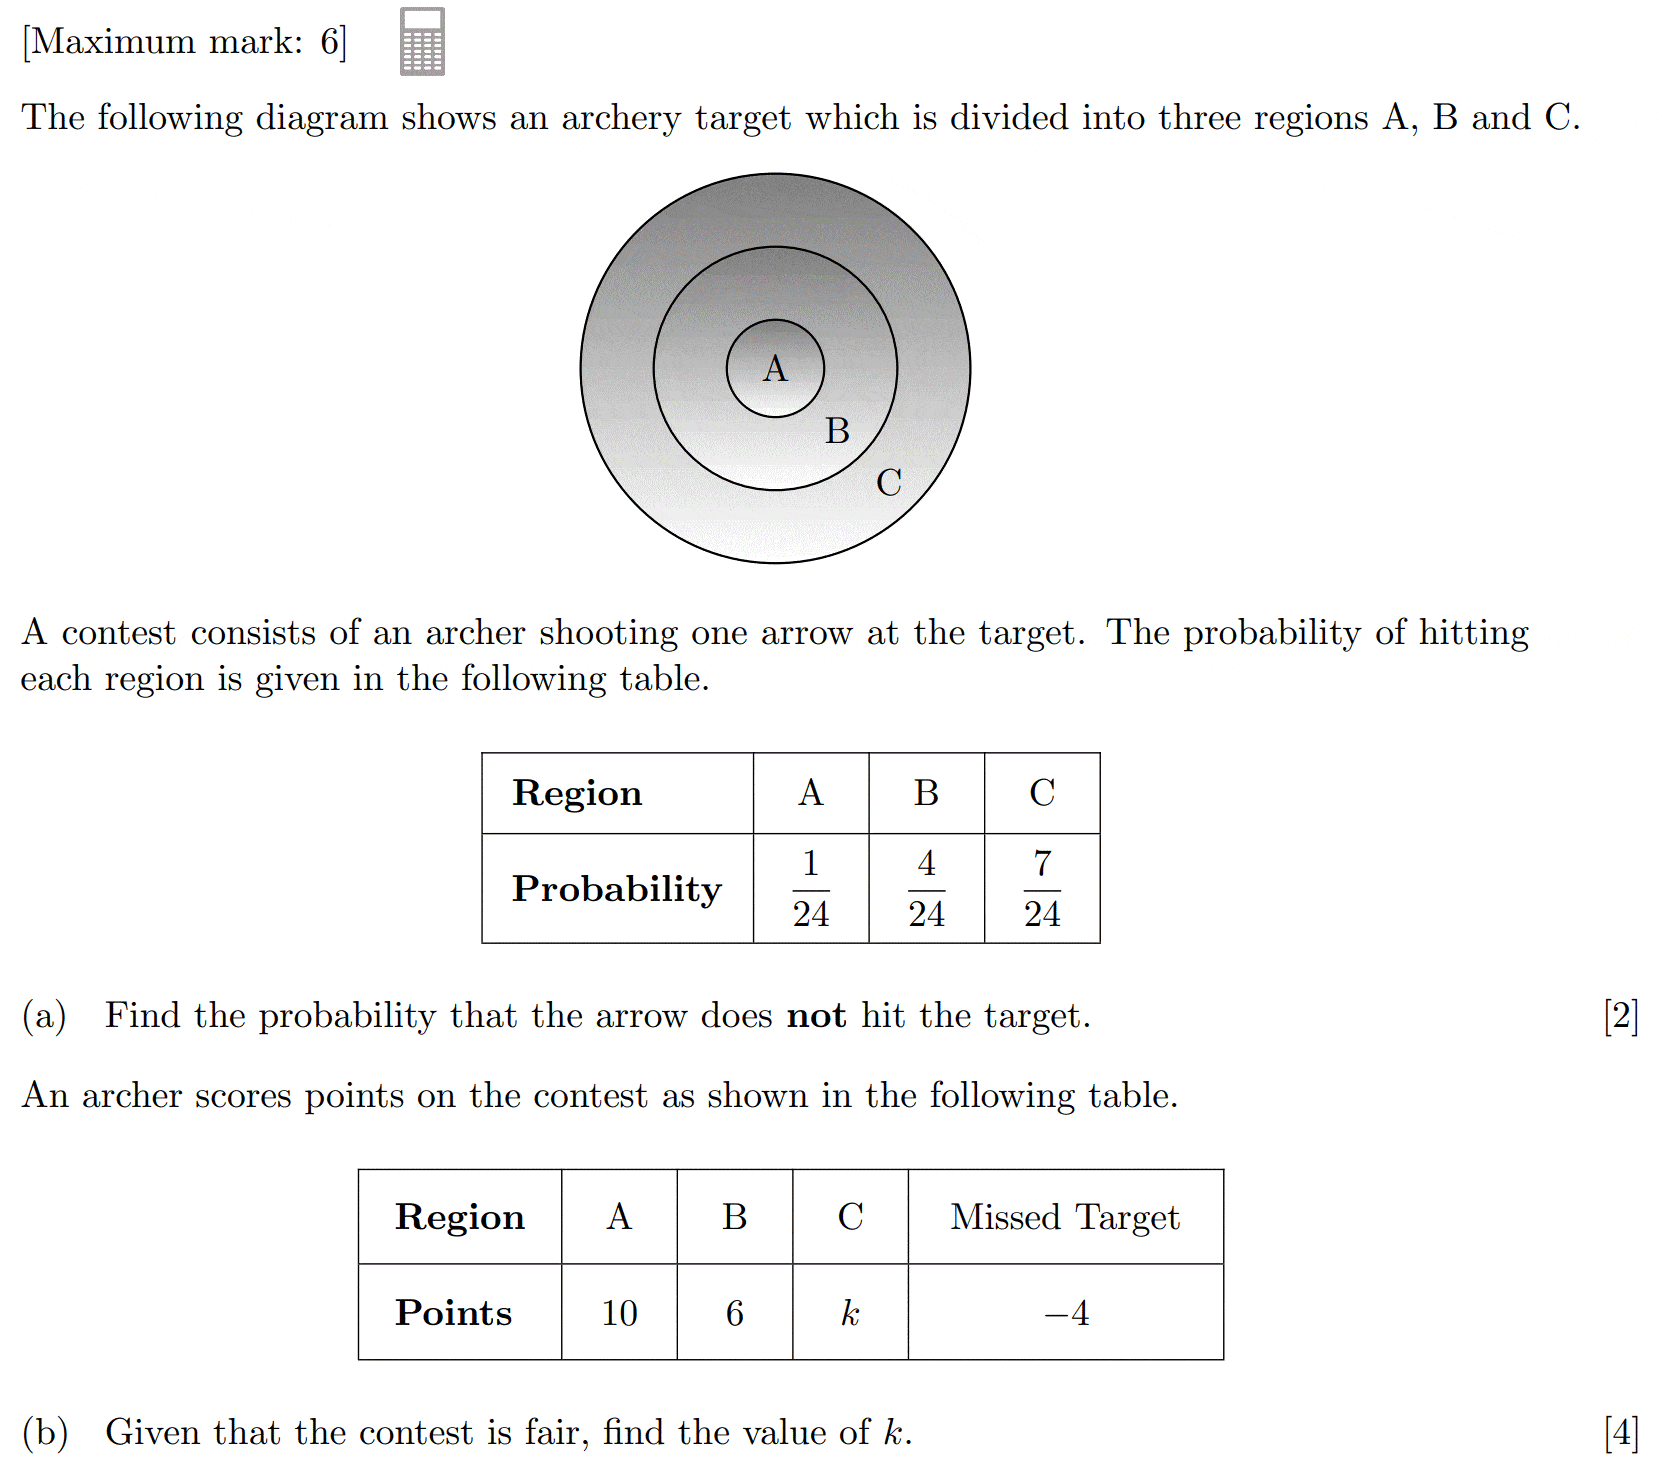 [Maximum mark: 6]
The following diagram shows an archery target which is divided into three regions A, B and C.
A
B
C
A contest consists of an archer shooting one arrow at the target. The probability of hitting
each region is given in the following table.
Region A B C
Probability 1/24 4/24 7/24
(a) Find the probability that the arrow does not hit the target. [2]
An archer scores points on the contest as shown in the following table.
Region A B C Missed Target
Points 10 6 k −4
(b) Given that the contest is fair, find the value of k. [4]